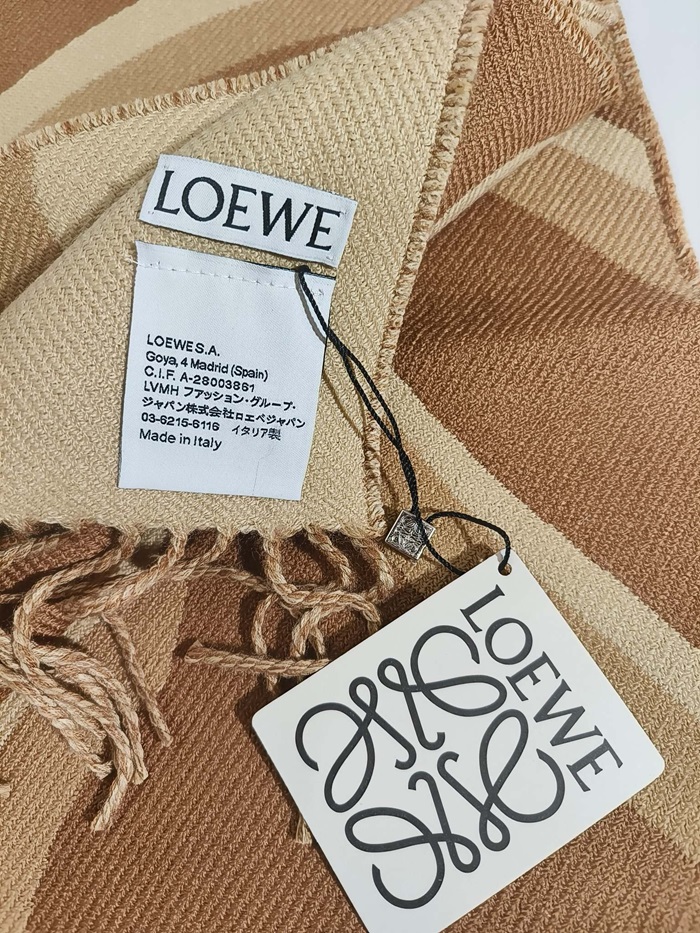 LOEWE
LOEWE S.A.
Goya, 4 Madrid (Spain)
C.I.F. A-28003861
LVMH ファッション・グループ・
ジャパン株式会社ロエベジャパン
03-6215-6116 イタリア製
Made in Italy
LOEWE